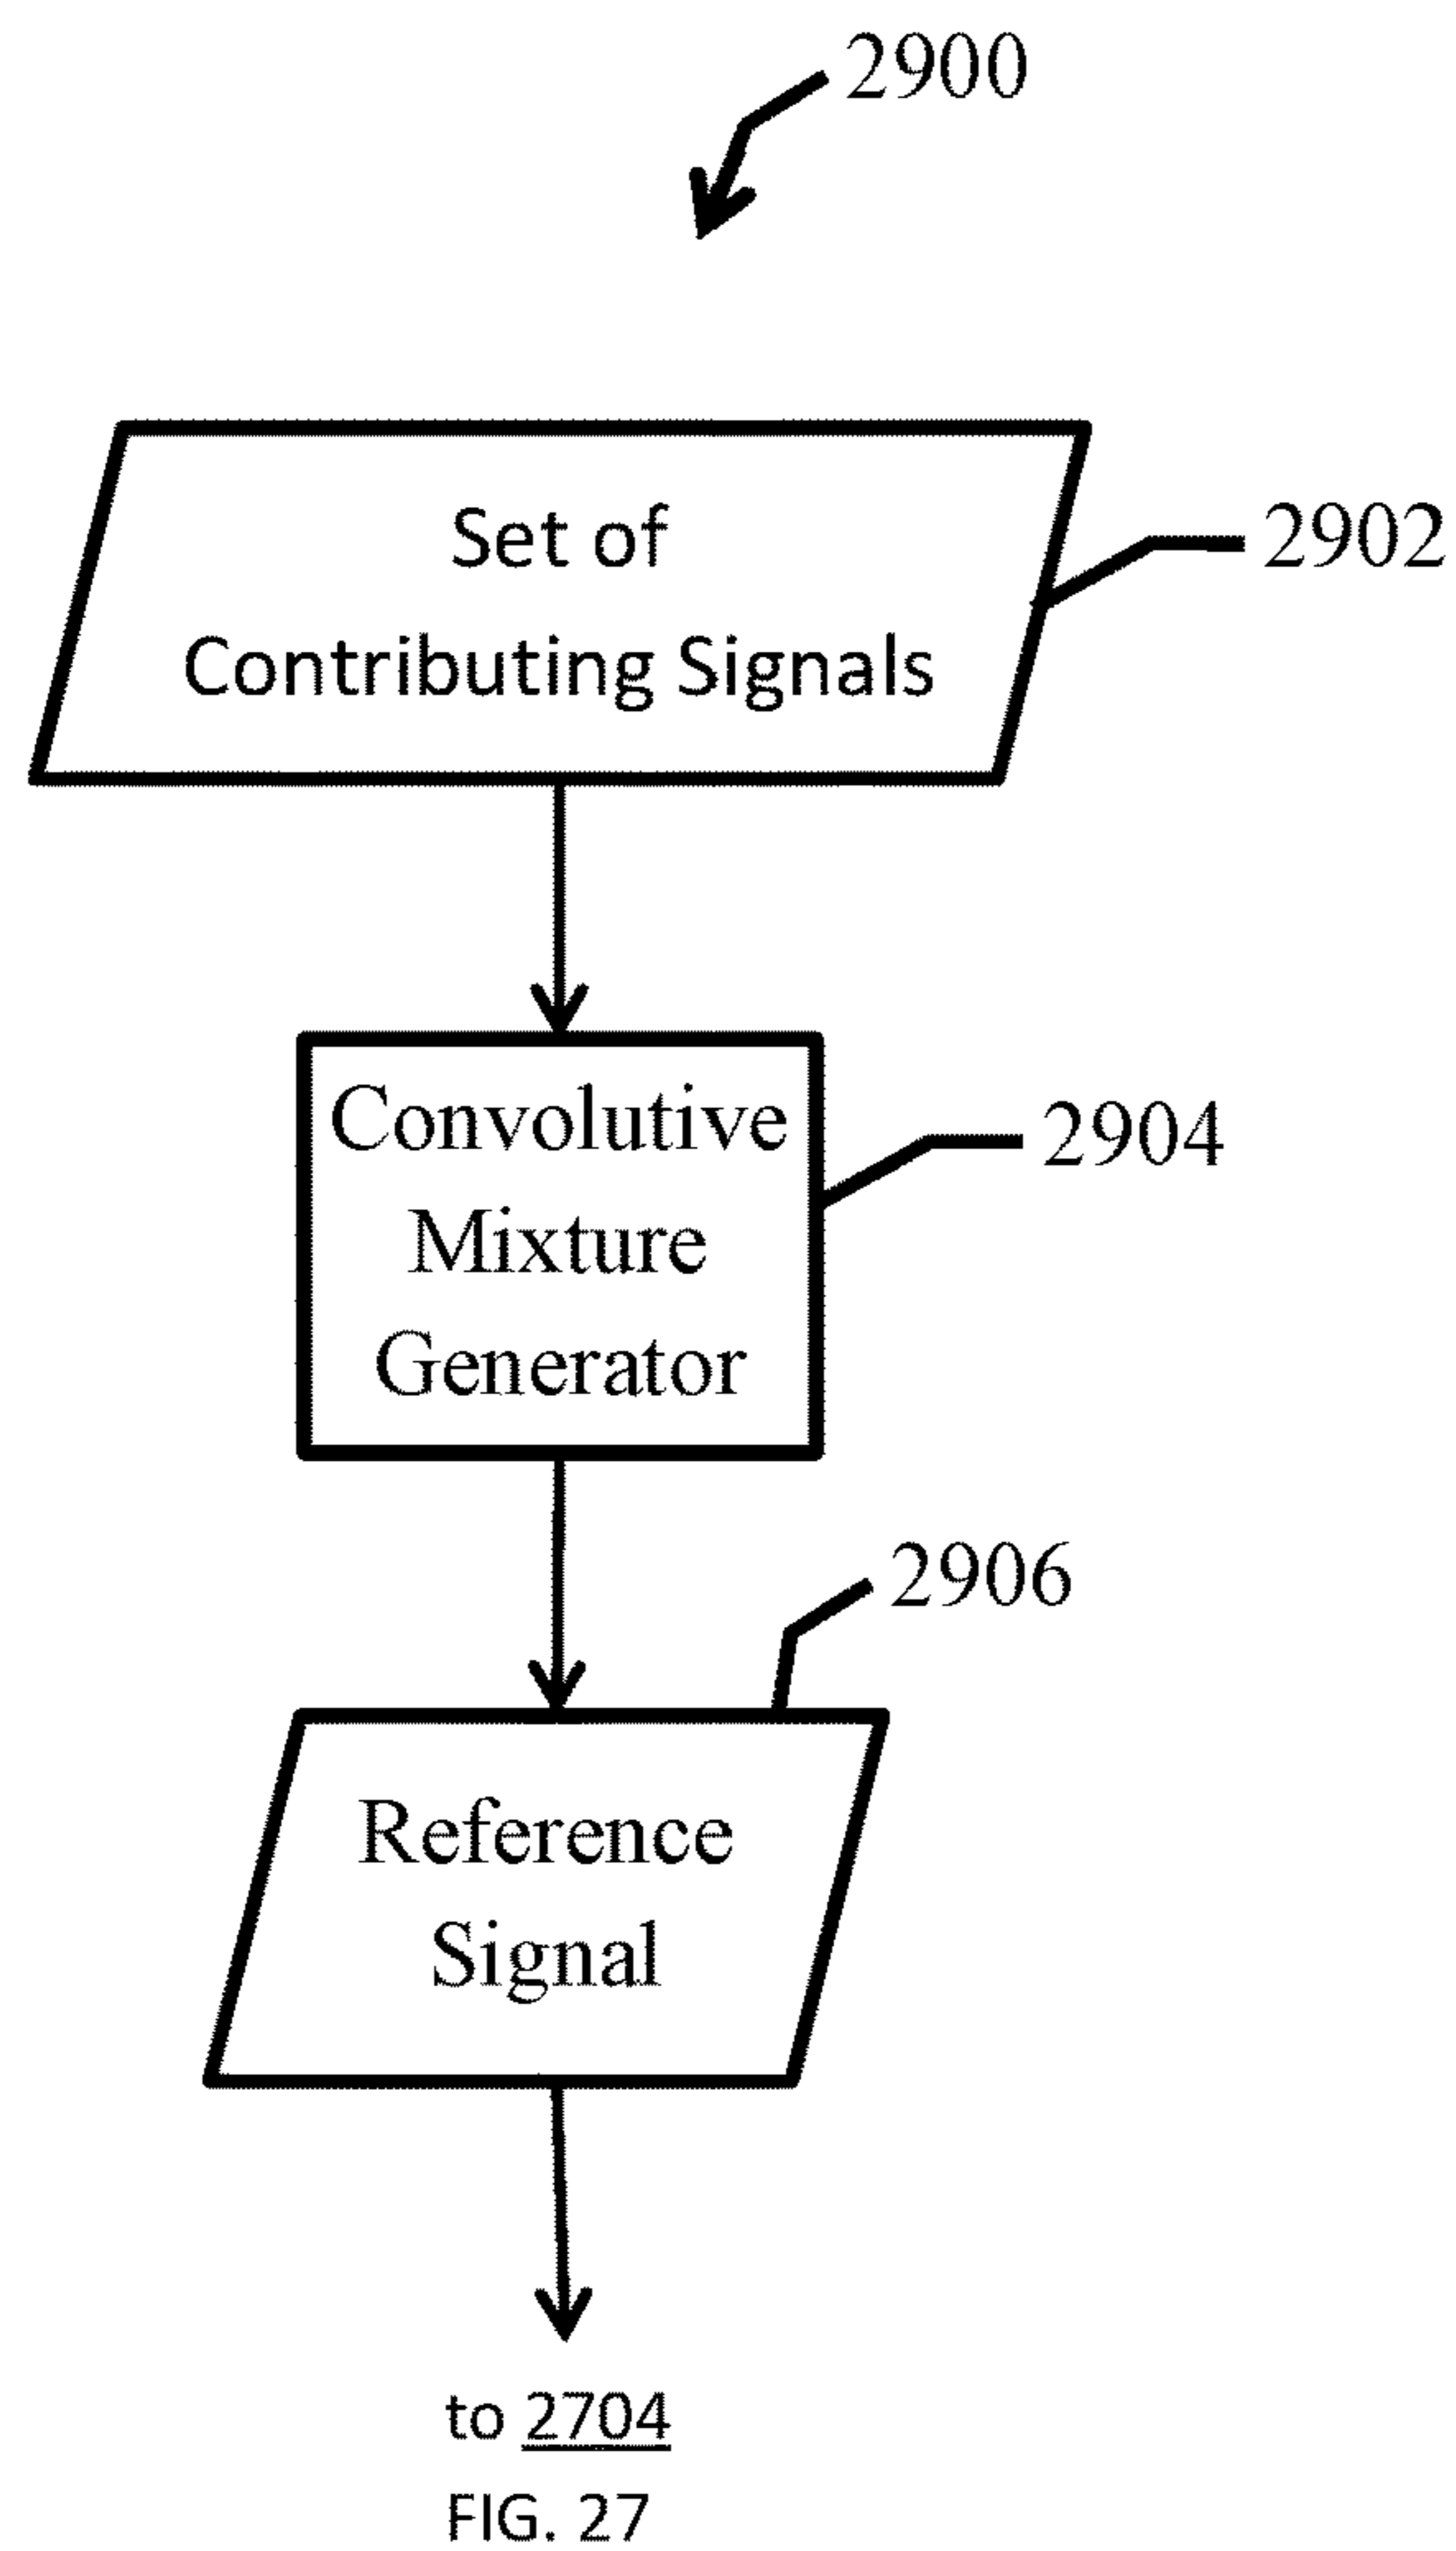 2900
Set of
Contributing Signals
2902
Convolutive
Mixture
Generator
2904
2906
Reference
Signal
to 2704
FIG. 27